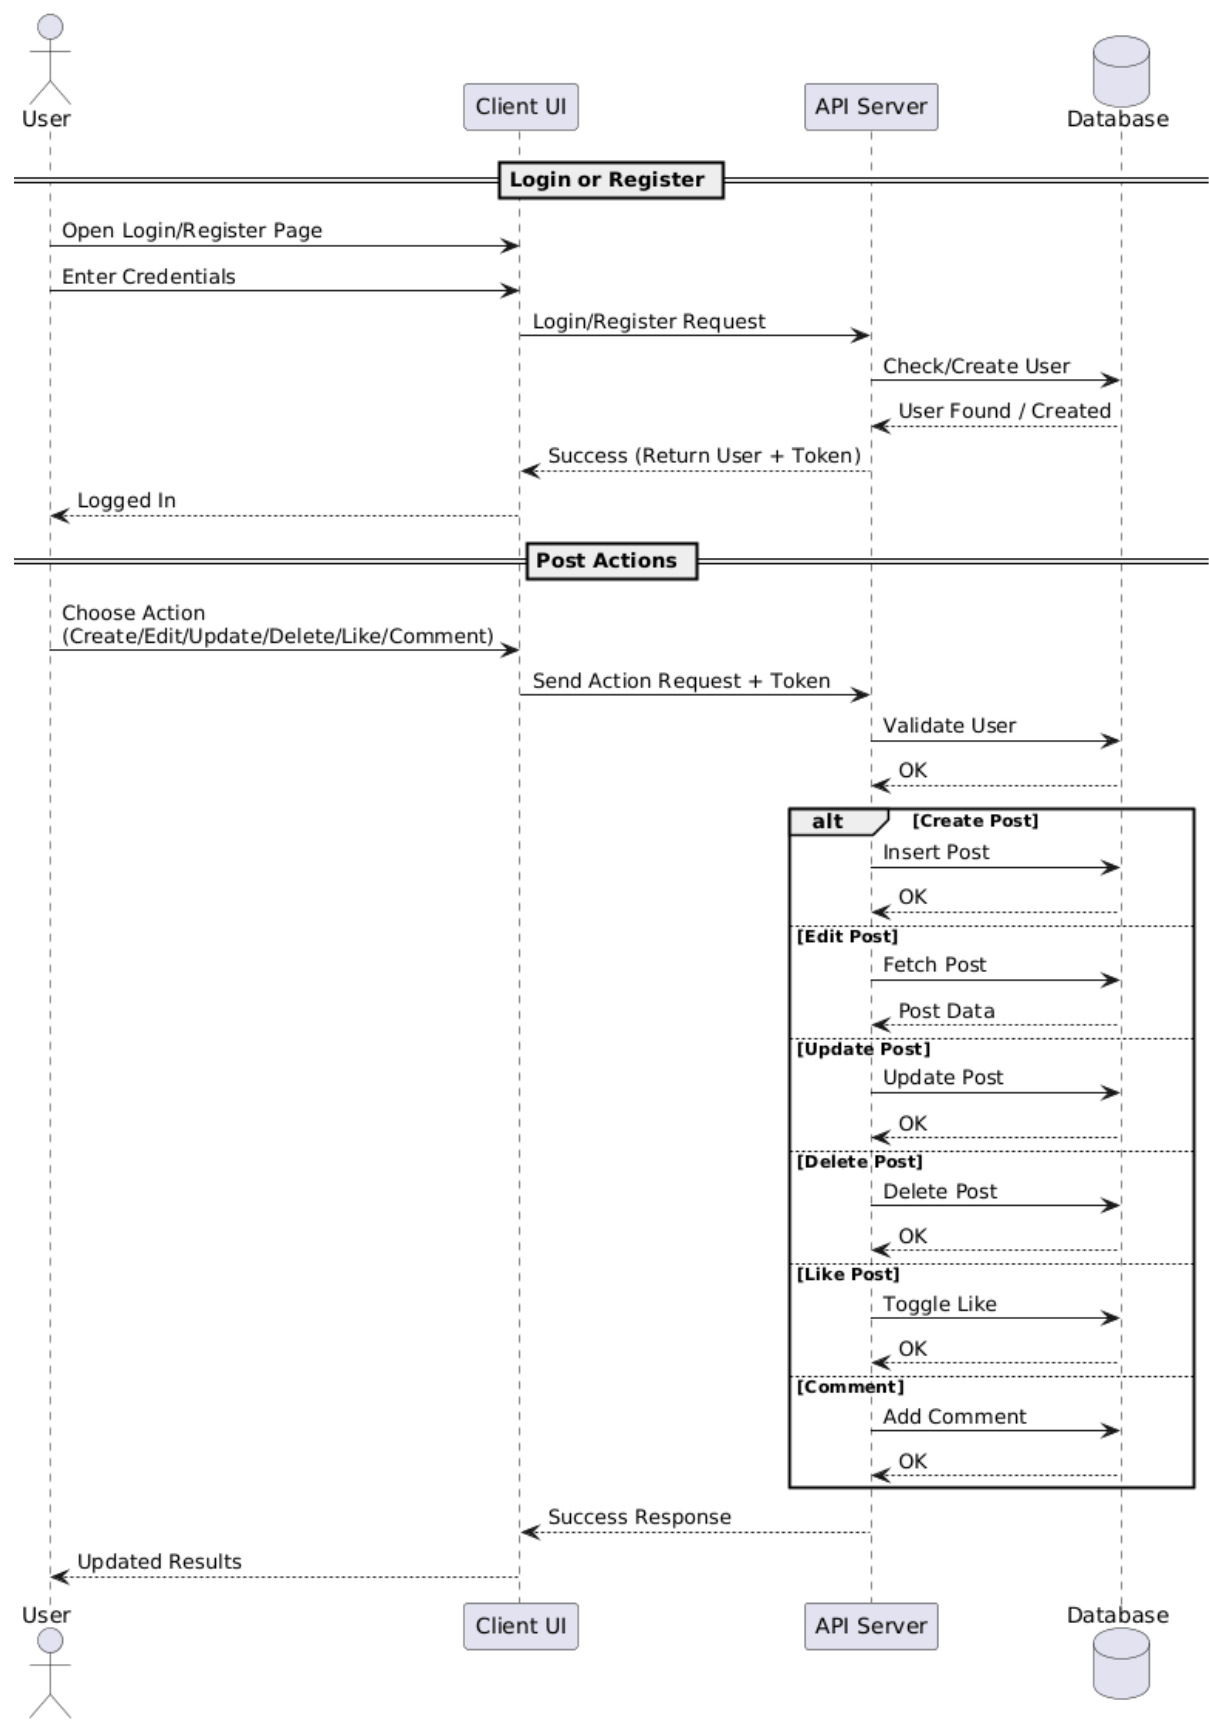 User
Client UI
API Server
Database
Login or Register
Open Login/Register Page
Enter Credentials
Login/Register Request
Check/Create User
User Found / Created
Success (Return User + Token)
Logged In
Post Actions
Choose Action
(Create/Edit/Update/Delete/Like/Comment)
Send Action Request + Token
Validate User
OK
alt
[Create Post]
Insert Post
OK
[Edit Post]
Fetch Post
Post Data
[Update Post]
Update Post
OK
[Delete Post]
Delete Post
OK
[Like Post]
Toggle Like
OK
[Comment]
Add Comment
OK
Success Response
Updated Results
User
Client UI
API Server
Database